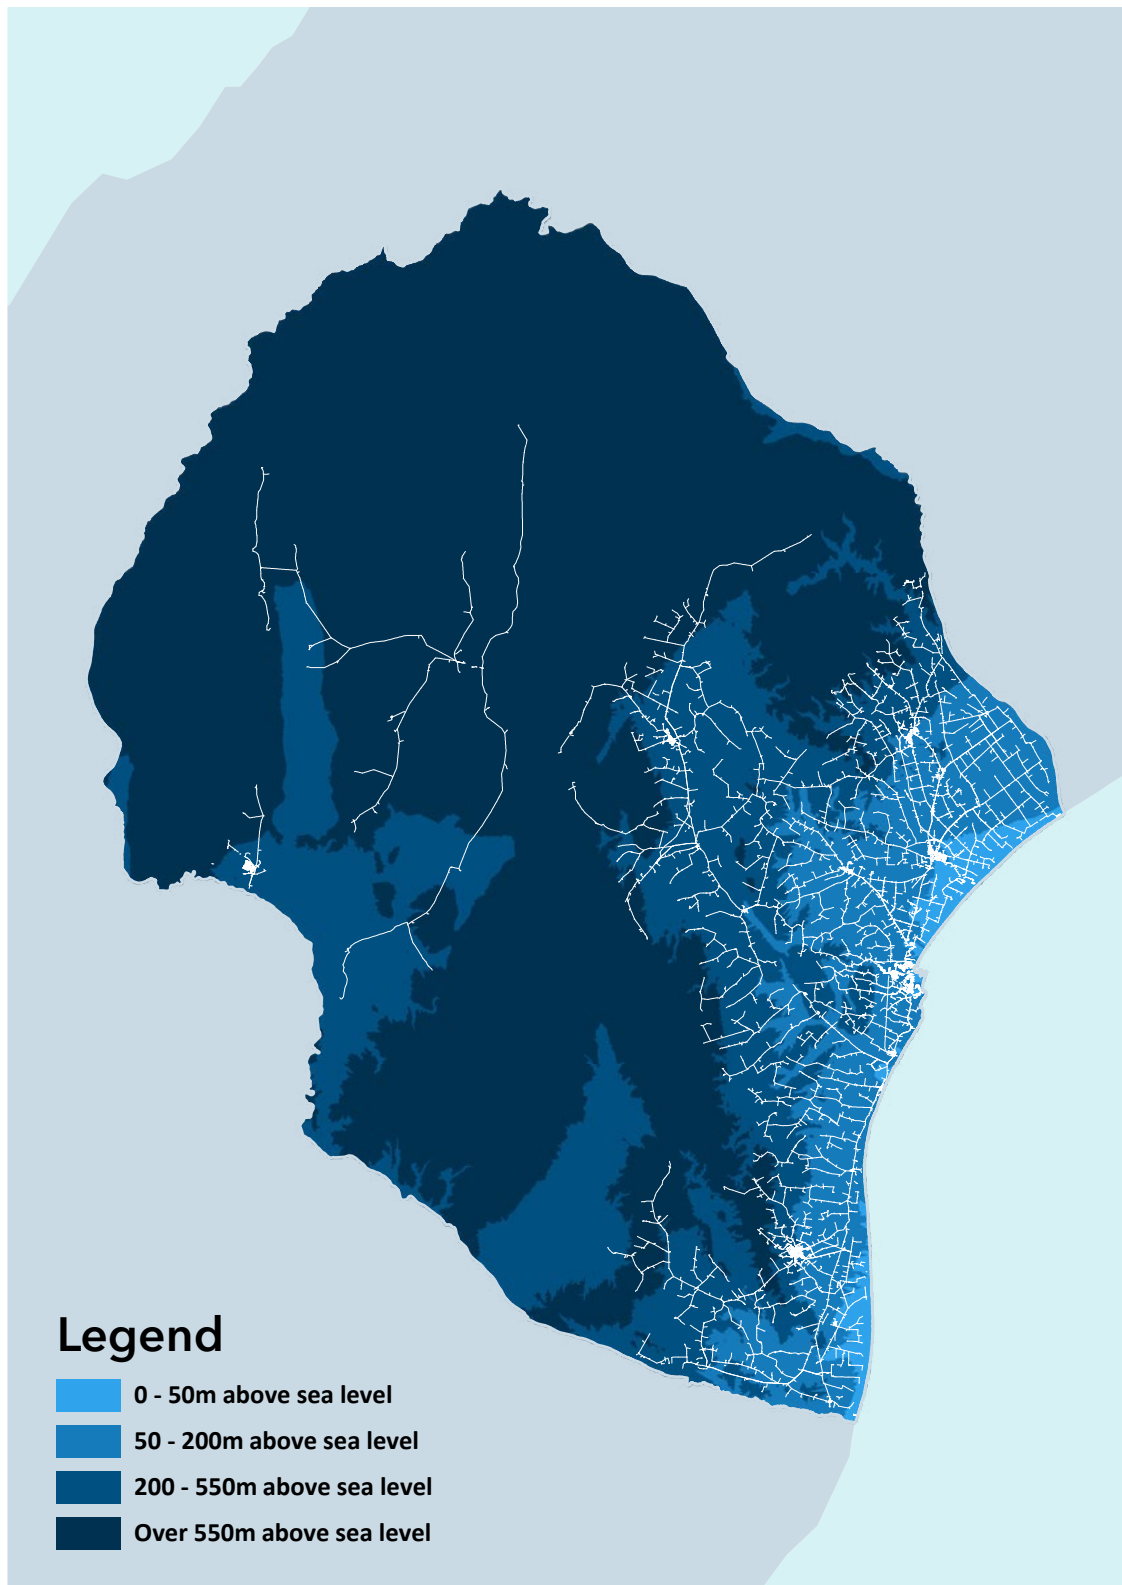 Legend
0 - 50m above sea level
50 - 200m above sea level
200 - 550m above sea level
Over 550m above sea level